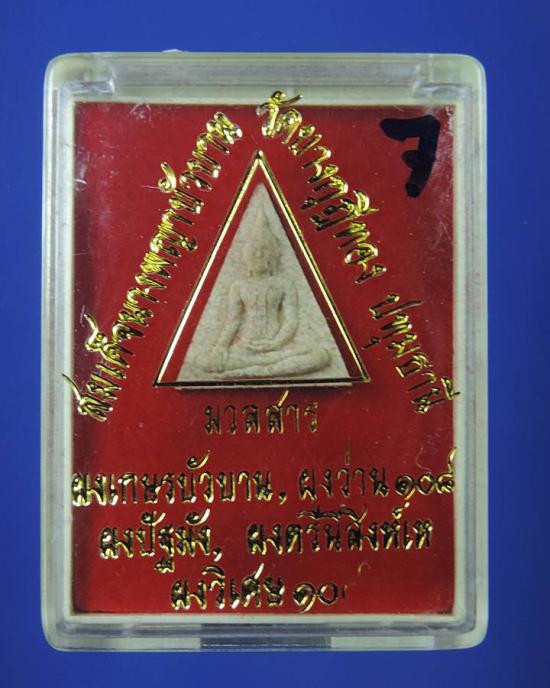 สมเด็จนางพญาบัวบาน วัดบางกุฎีทอง ปทุมธานี
มวลสาร
ผงเกษรบัวบาน, ผงว่าน ๑๐๘
ผงปัฐมัง, ผงตรีนิสิงห์เห
ผงวิเศษ ๑๐